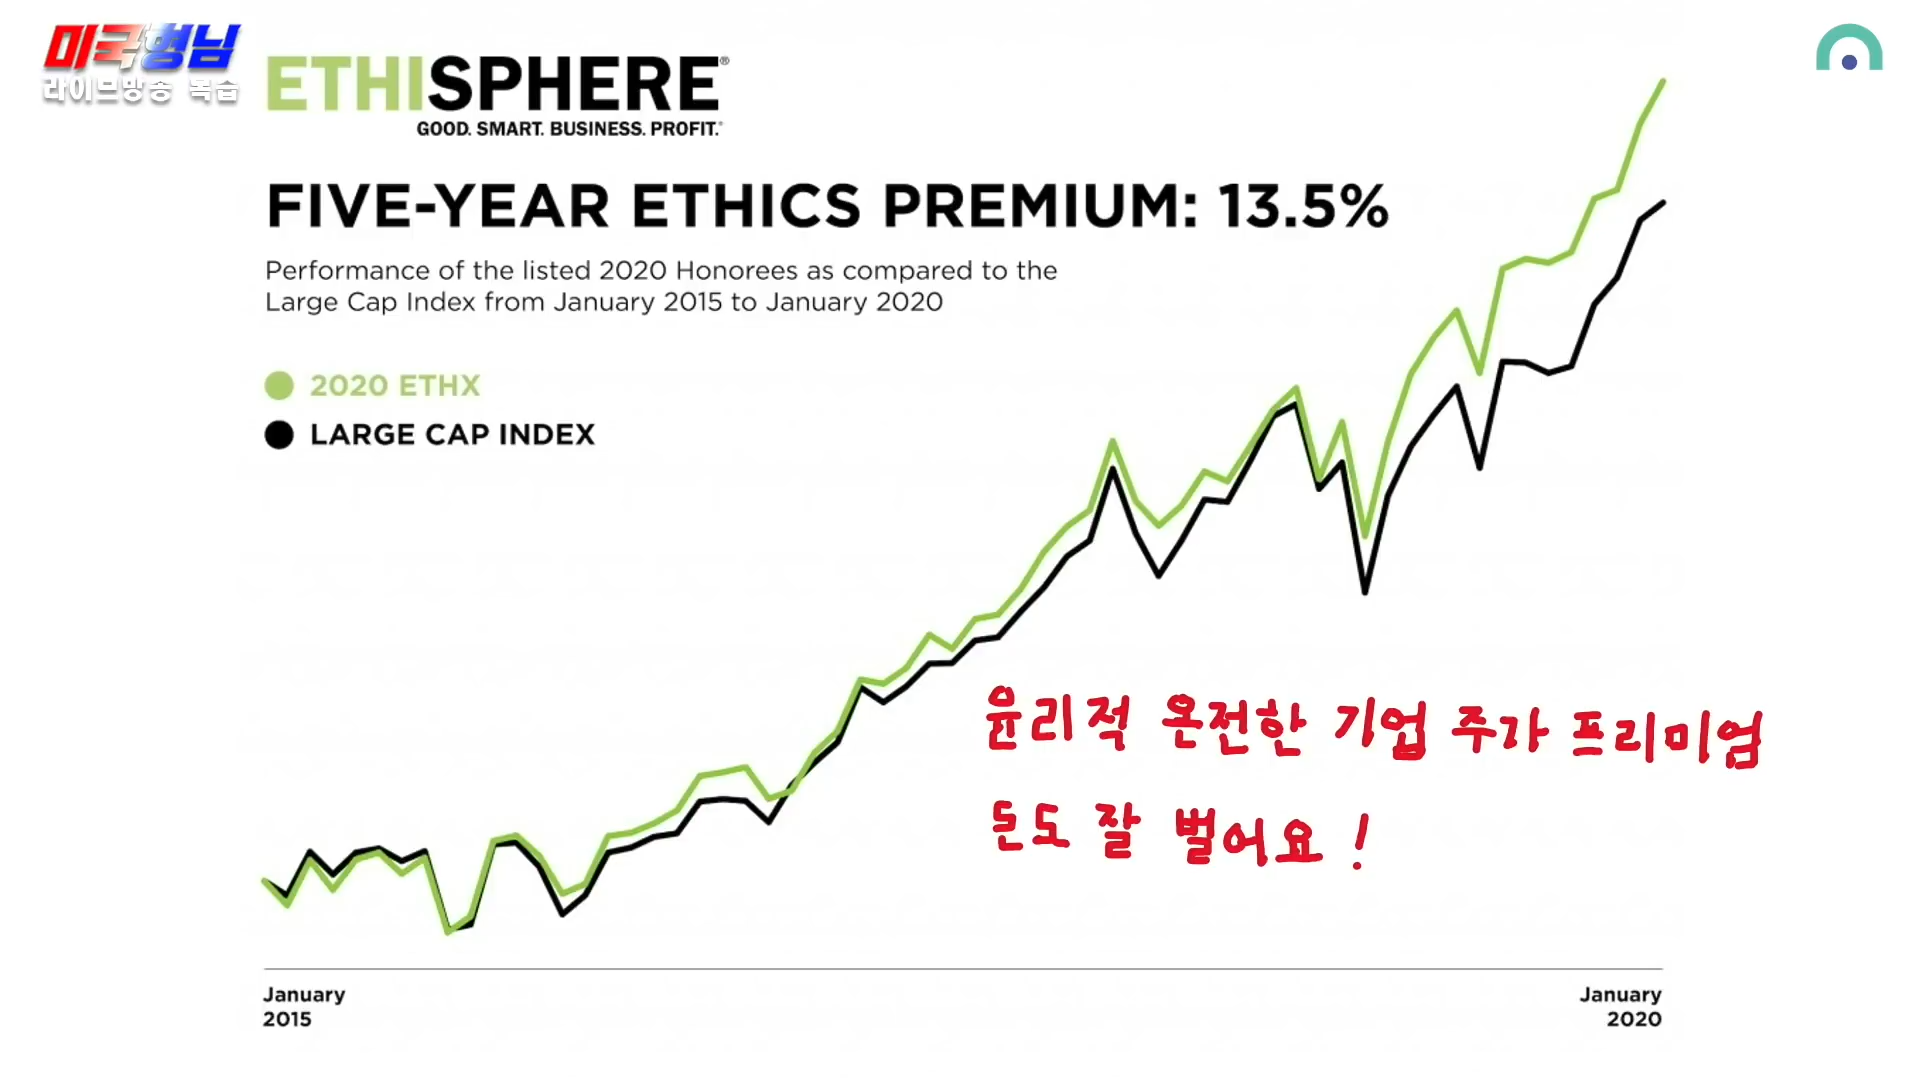 미국형님
라이브방송 복습
ETHISPHERE®
GOOD. SMART. BUSINESS. PROFIT.®
FIVE-YEAR ETHICS PREMIUM: 13.5%
Performance of the listed 2020 Honorees as compared to the
Large Cap Index from January 2015 to January 2020
2020 ETHX
LARGE CAP INDEX
윤리적 온전한 기업 주가 프리미엄
돈도 잘 벌어요!
January
2015
January
2020